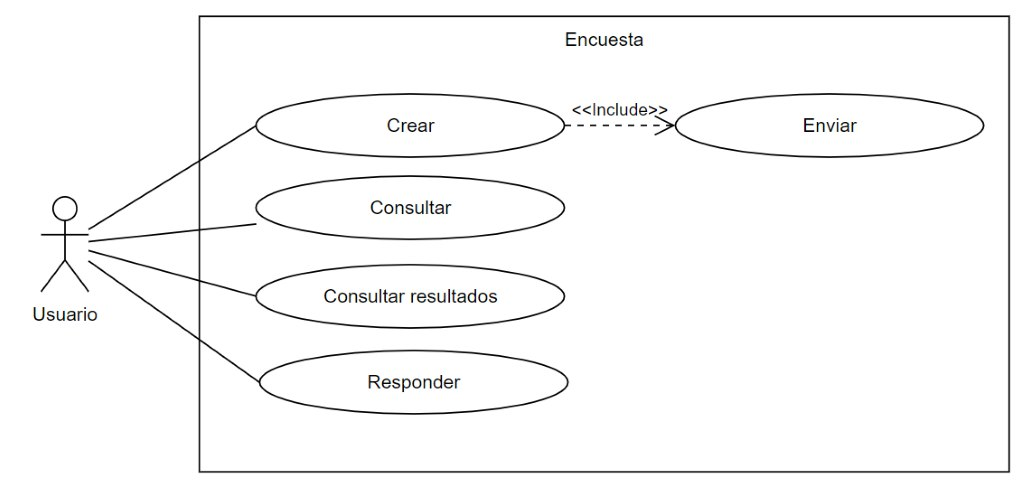 Encuesta
<<Include>>
Crear
Enviar
Consultar
Consultar resultados
Usuario
Responder